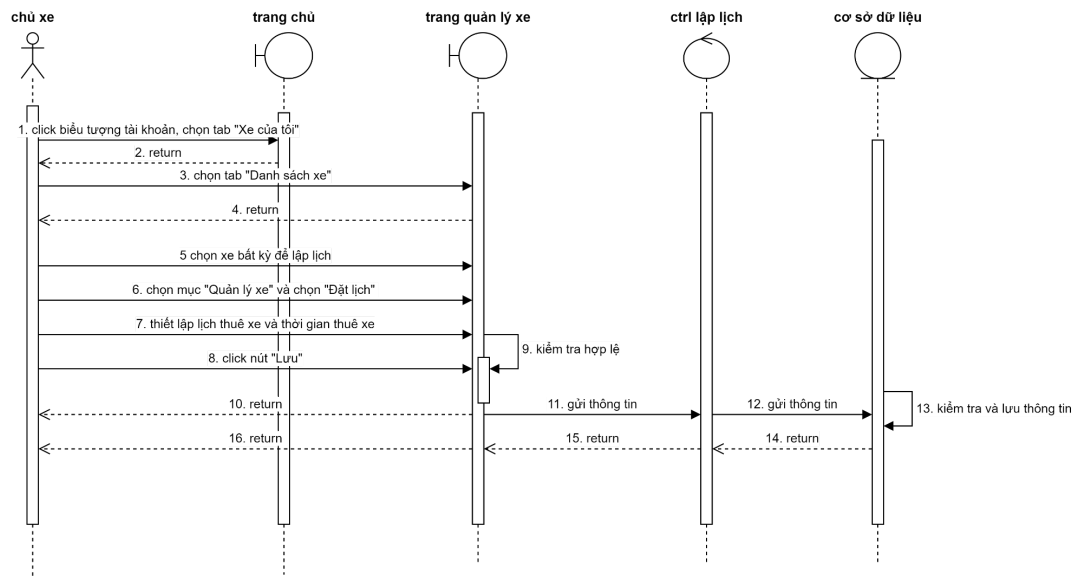 chủ xe
trang chủ
trang quản lý xe
ctrl lập lịch
cơ sở dữ liệu
1. click biểu tượng tài khoản, chọn tab "Xe của tôi"
2. return
3. chọn tab "Danh sách xe"
4. return
5 chọn xe bất kỳ để lập lịch
6. chọn mục "Quản lý xe" và chọn "Đặt lịch"
7. thiết lập lịch thuê xe và thời gian thuê xe
9. kiểm tra hợp lệ
8. click nút "Lưu"
10. return
11. gửi thông tin
12. gửi thông tin
13. kiểm tra và lưu thông tin
16. return
15. return
14. return